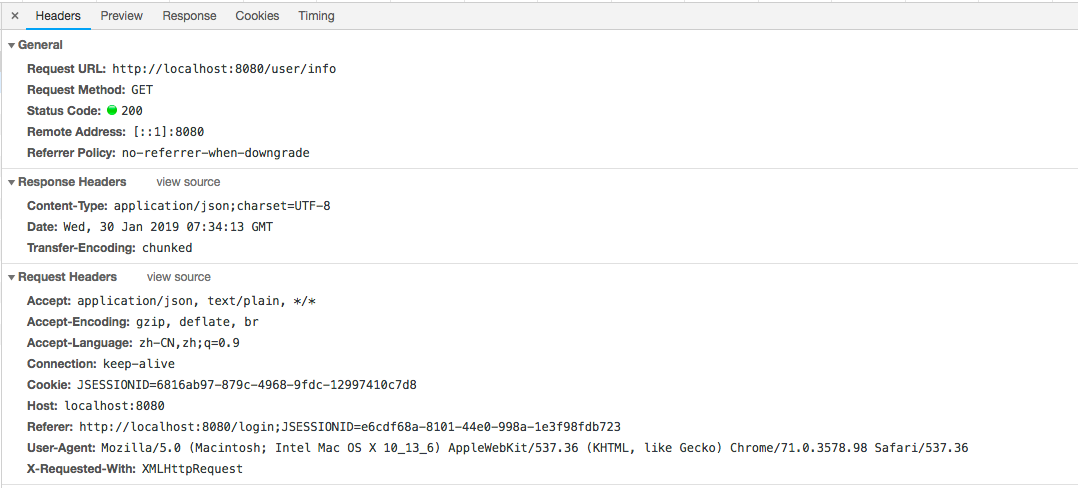 × Headers Preview Response Cookies Timing
▼ General
Request URL: http://localhost:8080/user/info
Request Method: GET
Status Code: 200
Remote Address: [::1]:8080
Referrer Policy: no-referrer-when-downgrade
▼ Response Headers view source
Content-Type: application/json;charset=UTF-8
Date: Wed, 30 Jan 2019 07:34:13 GMT
Transfer-Encoding: chunked
▼ Request Headers view source
Accept: application/json, text/plain, */*
Accept-Encoding: gzip, deflate, br
Accept-Language: zh-CN,zh;q=0.9
Connection: keep-alive
Cookie: JSESSIONID=6816ab97-879c-4968-9fdc-12997410c7d8
Host: localhost:8080
Referer: http://localhost:8080/login;JSESSIONID=e6cdf68a-8101-44e0-998a-1e3f98fdb723
User-Agent: Mozilla/5.0 (Macintosh; Intel Mac OS X 10_13_6) AppleWebKit/537.36 (KHTML, like Gecko) Chrome/71.0.3578.98 Safari/537.36
X-Requested-With: XMLHttpRequest